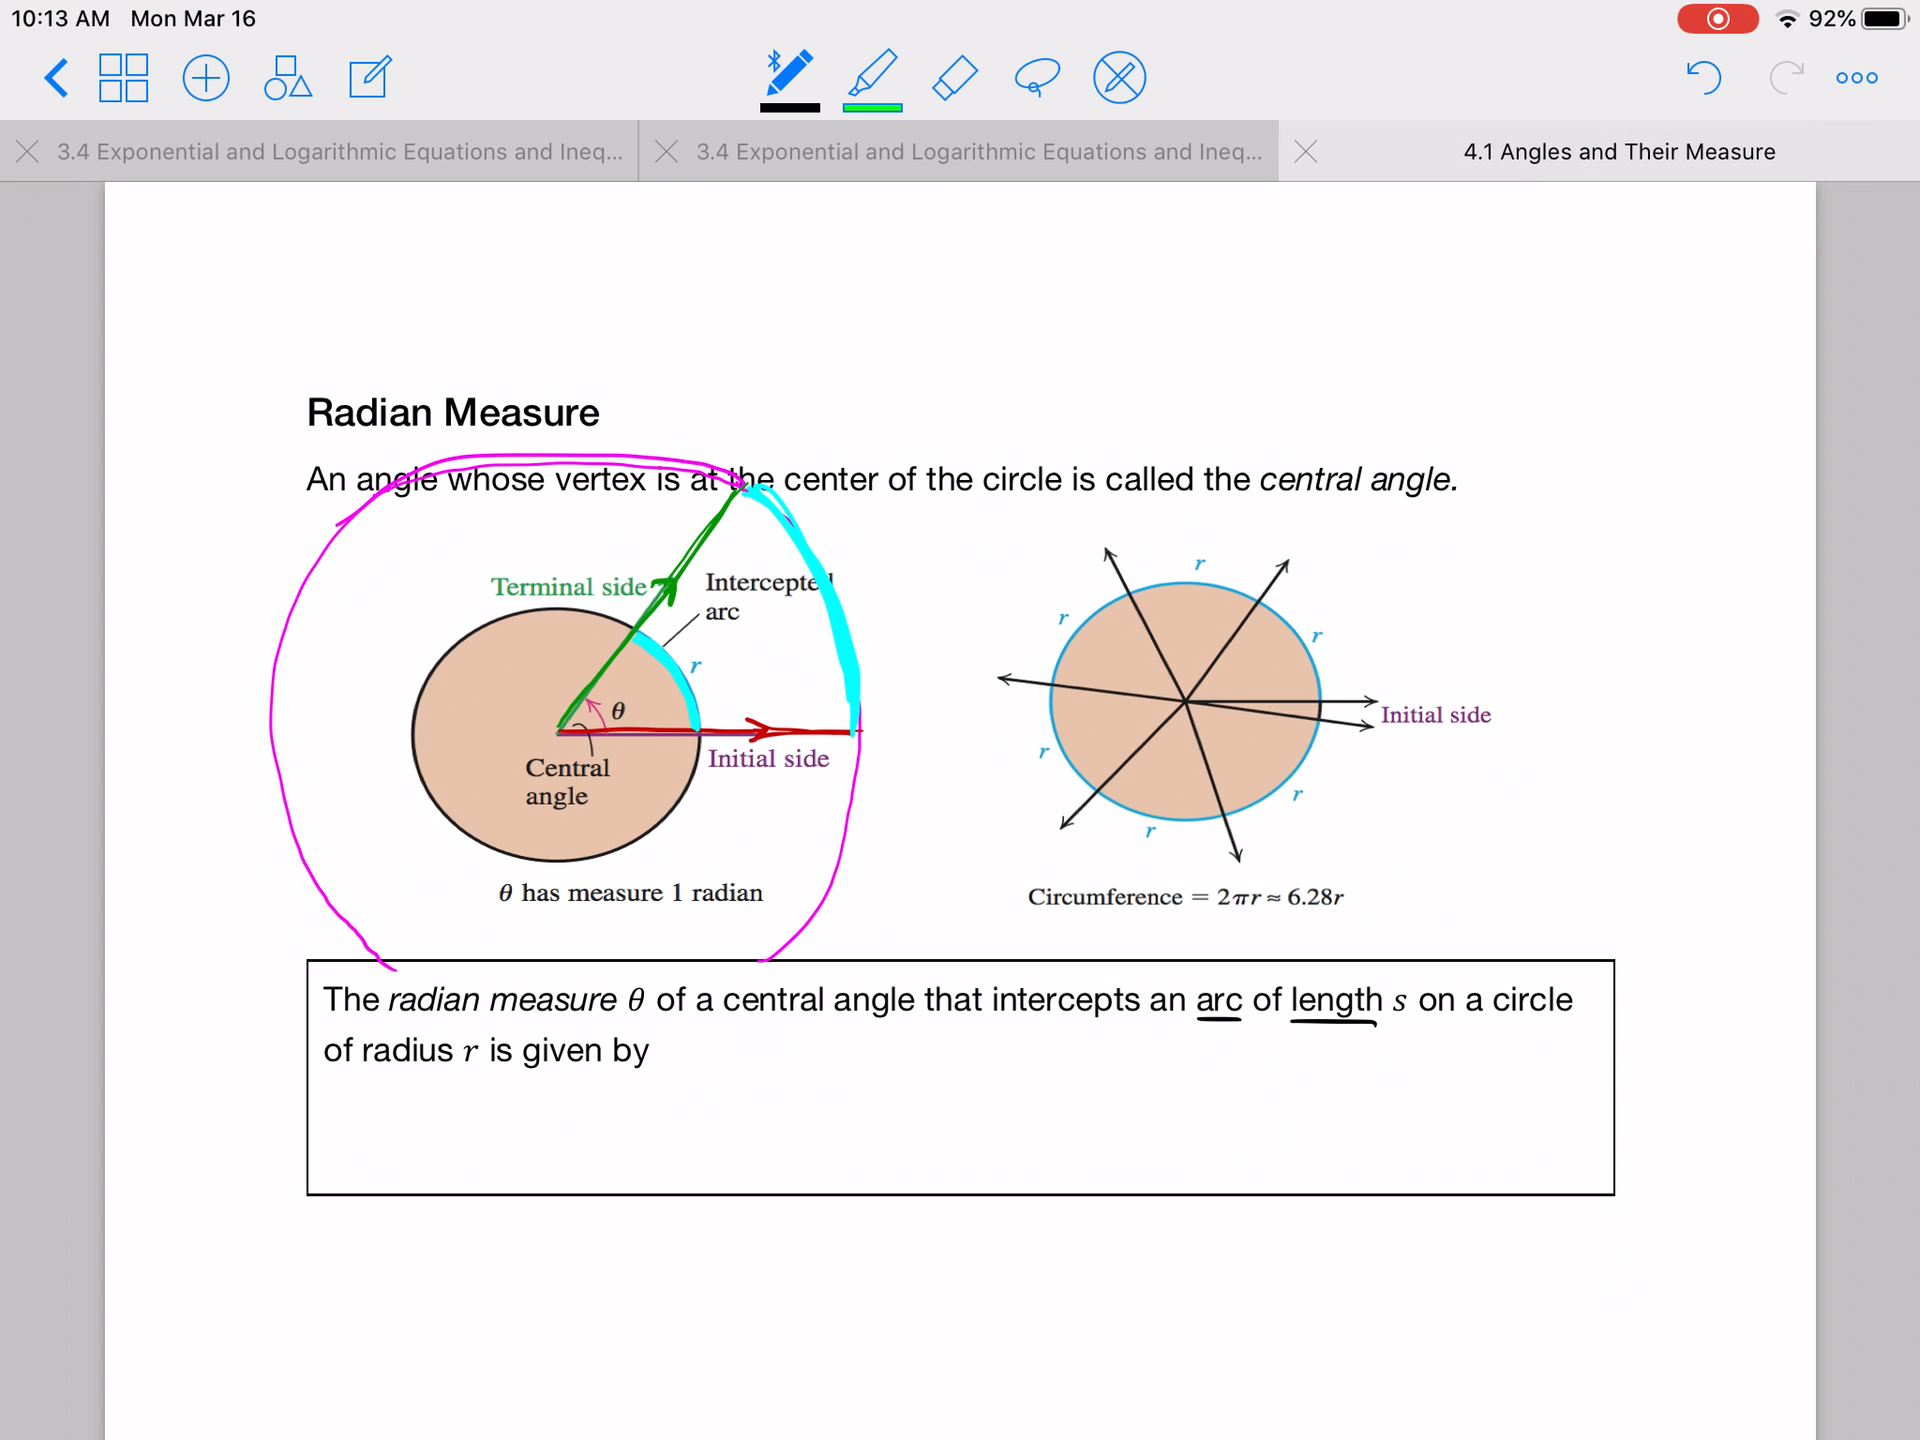 10:13 AM Mon Mar 16
92%
3.4 Exponential and Logarithmic Equations and Ineq...
3.4 Exponential and Logarithmic Equations and Ineq...
4.1 Angles and Their Measure
Radian Measure
An angle whose vertex is at the center of the circle is called the central angle.
Terminal side
Intercepted
arc
r
θ
Central
angle
Initial side
θ has measure 1 radian
r
r
r
r
r
r
Initial side
Circumference = 2πr ≈ 6.28r
The radian measure θ of a central angle that intercepts an arc of length s on a circle
of radius r is given by